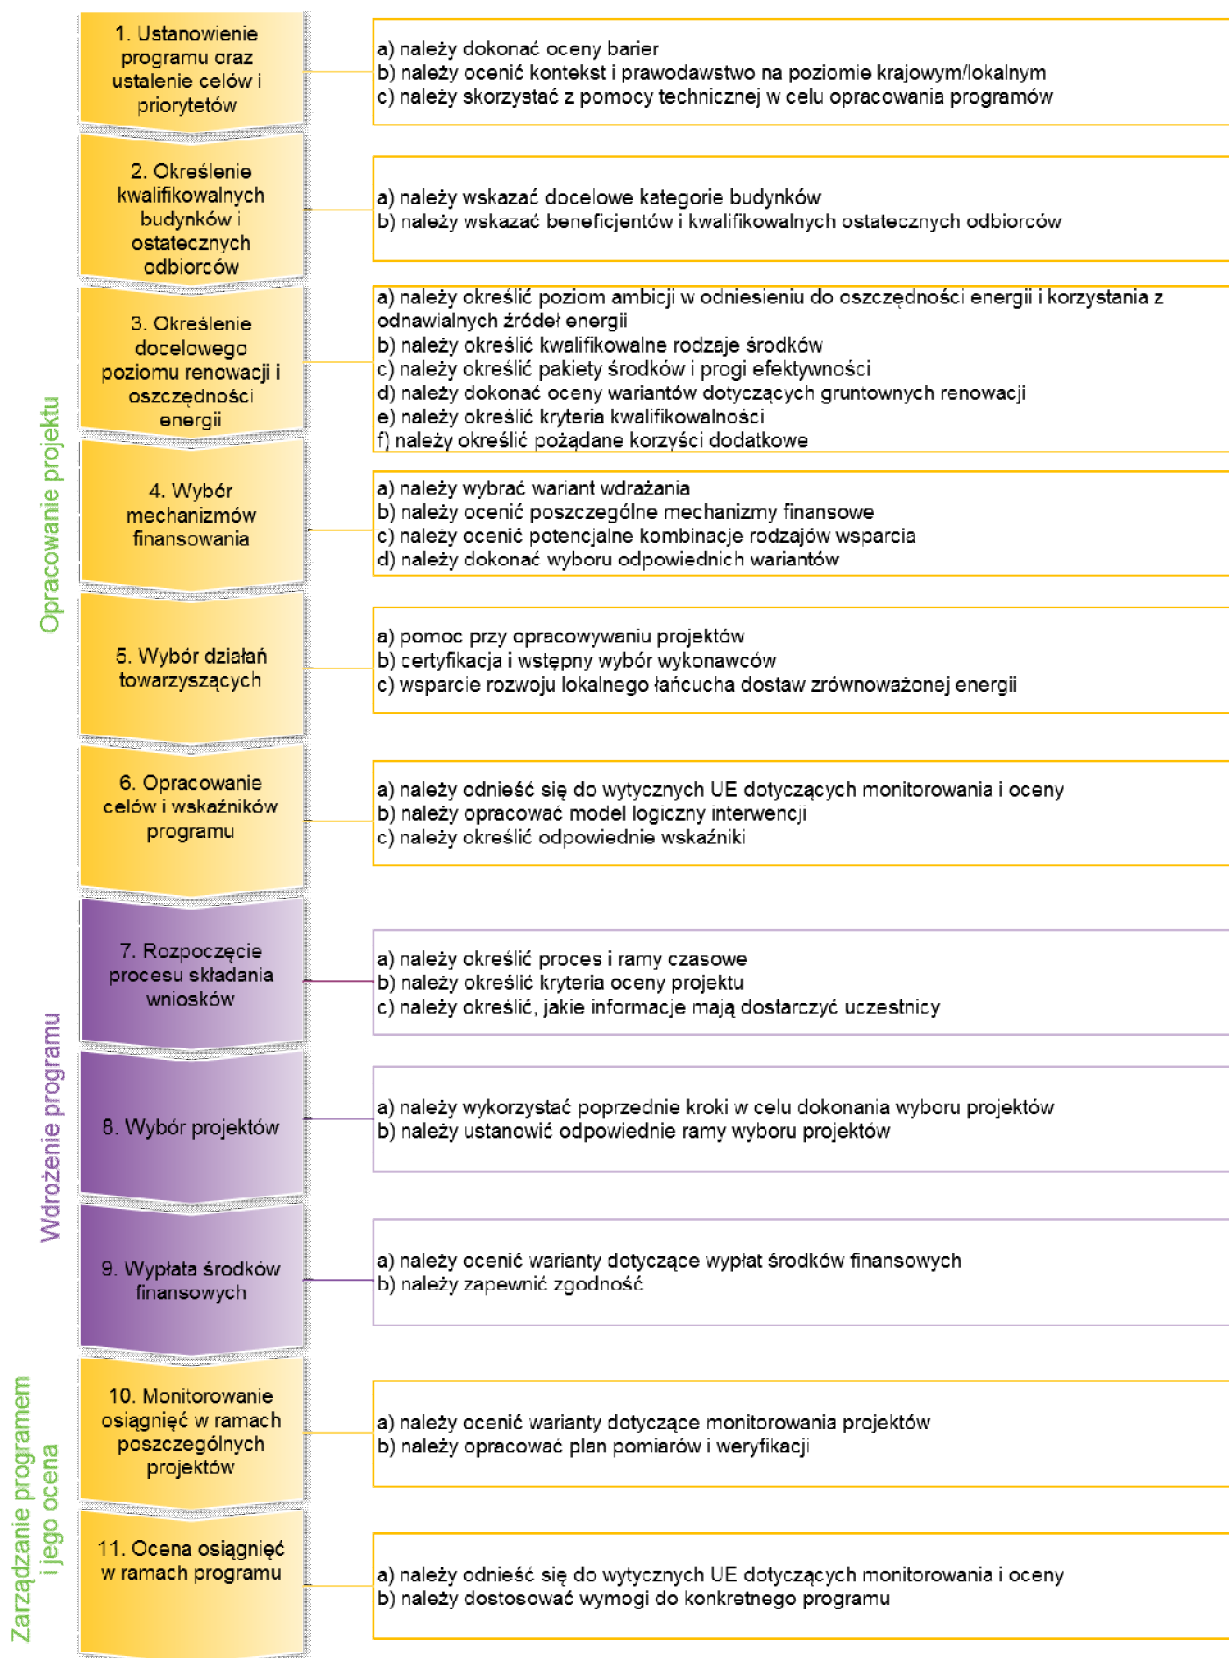 Opracowanie projektu
1. Ustanowienie
programu oraz
ustalenie celów i
priorytetów
a) należy dokonać oceny barier
b) należy ocenić kontekst i prawodawstwo na poziomie krajowym/lokalnym
c) należy skorzystać z pomocy technicznej w celu opracowania programów
2. Określenie
kwalifikowalnych
budynków i
ostatecznych
odbiorców
a) należy wskazać docelowe kategorie budynków
b) należy wskazać beneficjentów i kwalifikowalnych ostatecznych odbiorców
3. Określenie
docelowego
poziomu renowacji i
oszczędności
energii
a) należy określić poziom ambicji w odniesieniu do oszczędności energii i korzystania z
odnawialnych źródeł energii
b) należy określić kwalifikowalne rodzaje środków
c) należy określić pakiety środków i progi efektywności
d) należy dokonać oceny wariantów dotyczących gruntownych renowacji
e) należy określić kryteria kwalifikowalności
f) należy określić pożądane korzyści dodatkowe
4. Wybór
mechanizmów
finansowania
a) należy wybrać wariant wdrażania
b) należy ocenić poszczególne mechanizmy finansowe
c) należy ocenić potencjalne kombinacje rodzajów wsparcia
d) należy dokonać wyboru odpowiednich wariantów
5. Wybór działań
towarzyszących
a) pomoc przy opracowywaniu projektów
b) certyfikacja i wstępny wybór wykonawców
c) wsparcie rozwoju lokalnego łańcucha dostaw zrównoważonej energii
6. Opracowanie
celów i wskaźników
programu
a) należy odnieść się do wytycznych UE dotyczących monitorowania i oceny
b) należy opracować model logiczny interwencji
c) należy określić odpowiednie wskaźniki
Wdrożenie programu
7. Rozpoczęcie
procesu składania
wniosków
a) należy określić proces i ramy czasowe
b) należy określić kryteria oceny projektu
c) należy określić, jakie informacje mają dostarczyć uczestnicy
8. Wybór projektów
a) należy wykorzystać poprzednie kroki w celu dokonania wyboru projektów
b) należy ustanowić odpowiednie ramy wyboru projektów
9. Wypłata środków
finansowych
a) należy ocenić warianty dotyczące wypłat środków finansowych
b) należy zapewnić zgodność
Zarządzanie programem
i jego ocena
10. Monitorowanie
osiągnięć w ramach
poszczególnych
projektów
a) należy ocenić warianty dotyczące monitorowania projektów
b) należy opracować plan pomiarów i weryfikacji
11. Ocena osiągnięć
w ramach programu
a) należy odnieść się do wytycznych UE dotyczących monitorowania i oceny
b) należy dostosować wymogi do konkretnego programu